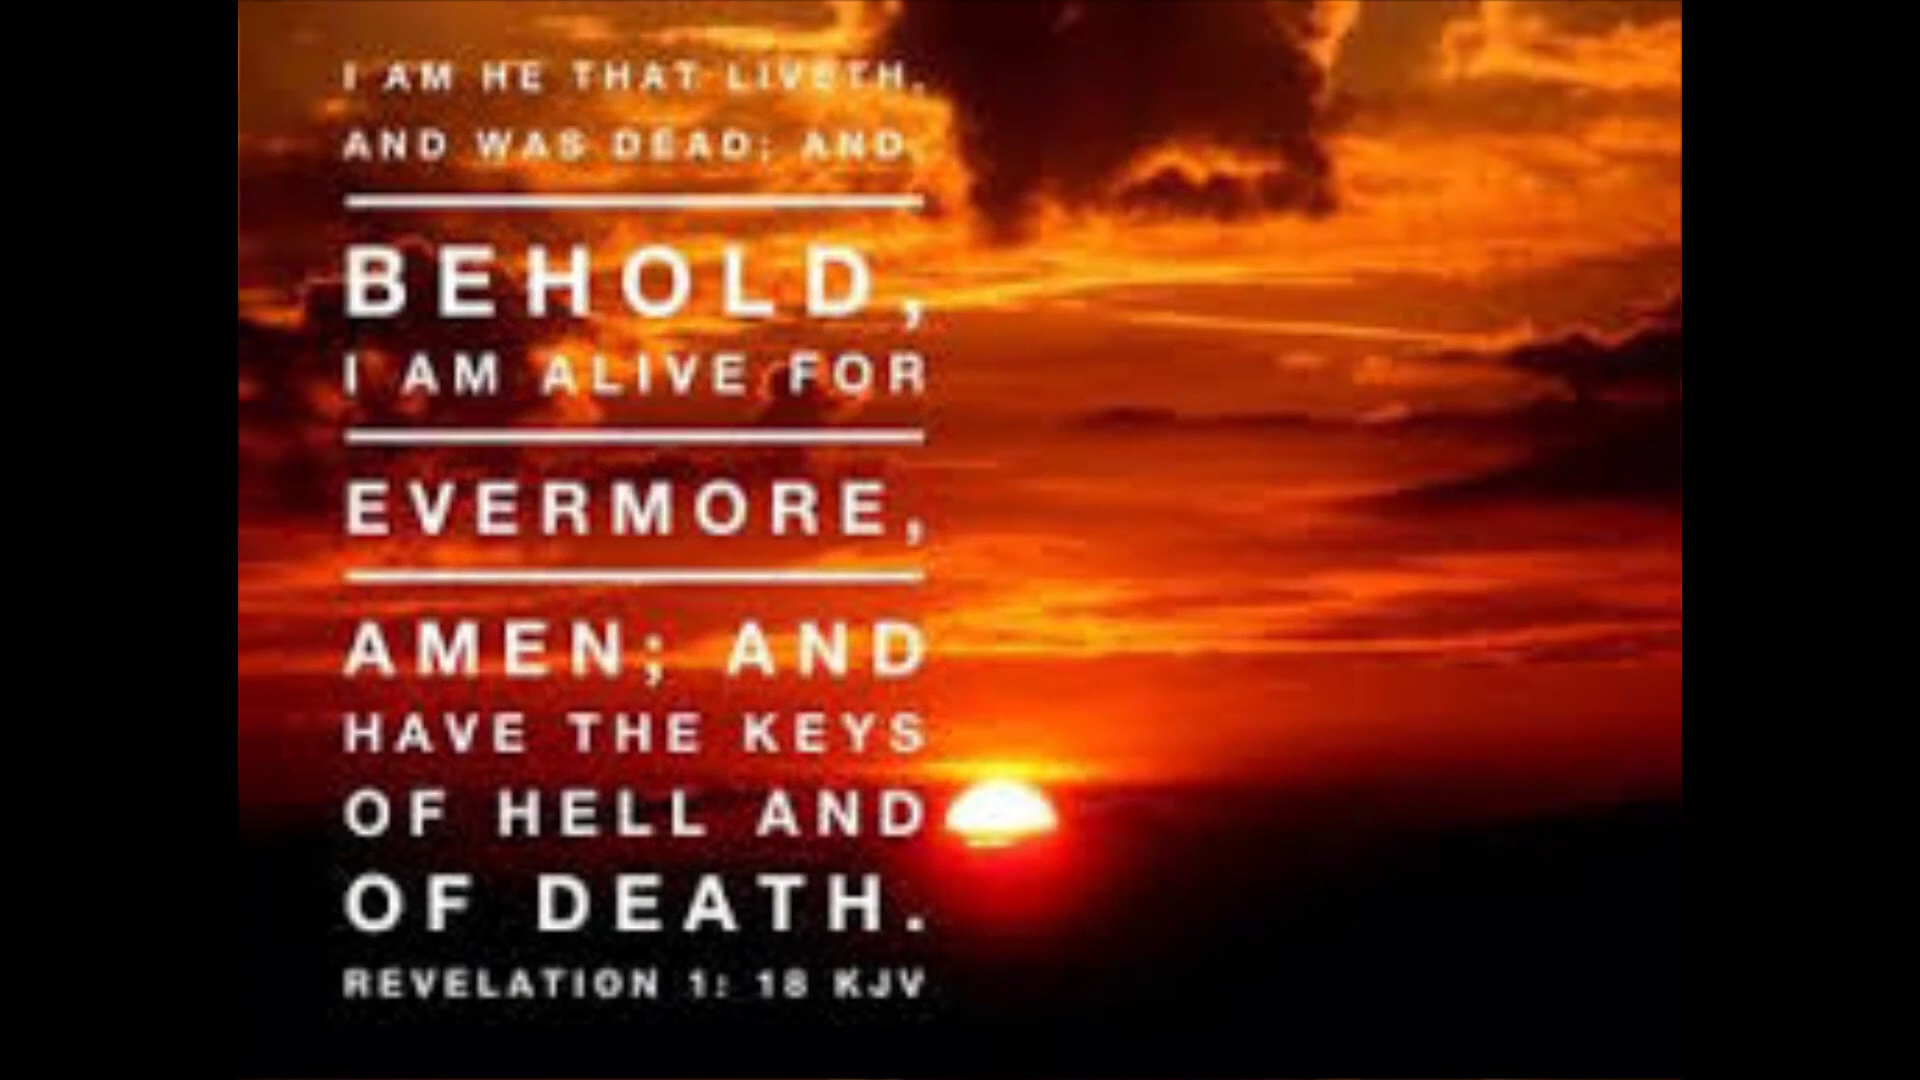 I AM HE THAT LIVETH,
AND WAS DEAD; AND,
BEHOLD,
I AM ALIVE FOR
EVERMORE,
AMEN; AND
HAVE THE KEYS
OF HELL AND
OF DEATH.
REVELATION 1: 18 KJV